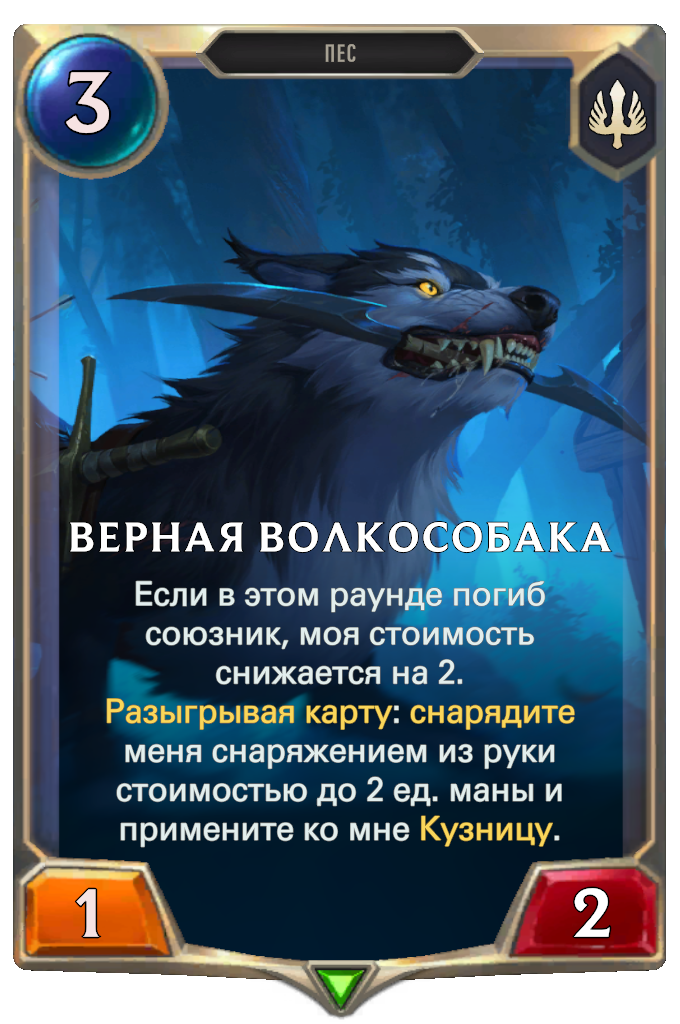 ПЕС
3
ВЕРНАЯ ВОЛКОСОБАКА
Если в этом раунде погиб
союзник, моя стоимость
снижается на 2.
Разыгрывая карту: снарядите
меня снаряжением из руки
стоимостью до 2 ед. маны и
примените ко мне Кузницу.
1
2